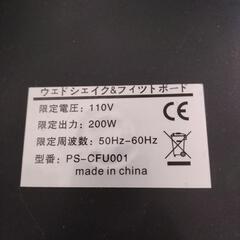 ウエドシェイク&フィツトボード
限定電圧：110V
限定出力：200W
限定周波数：50Hz-60Hz
型番：PS-CFU001
made in china
CE